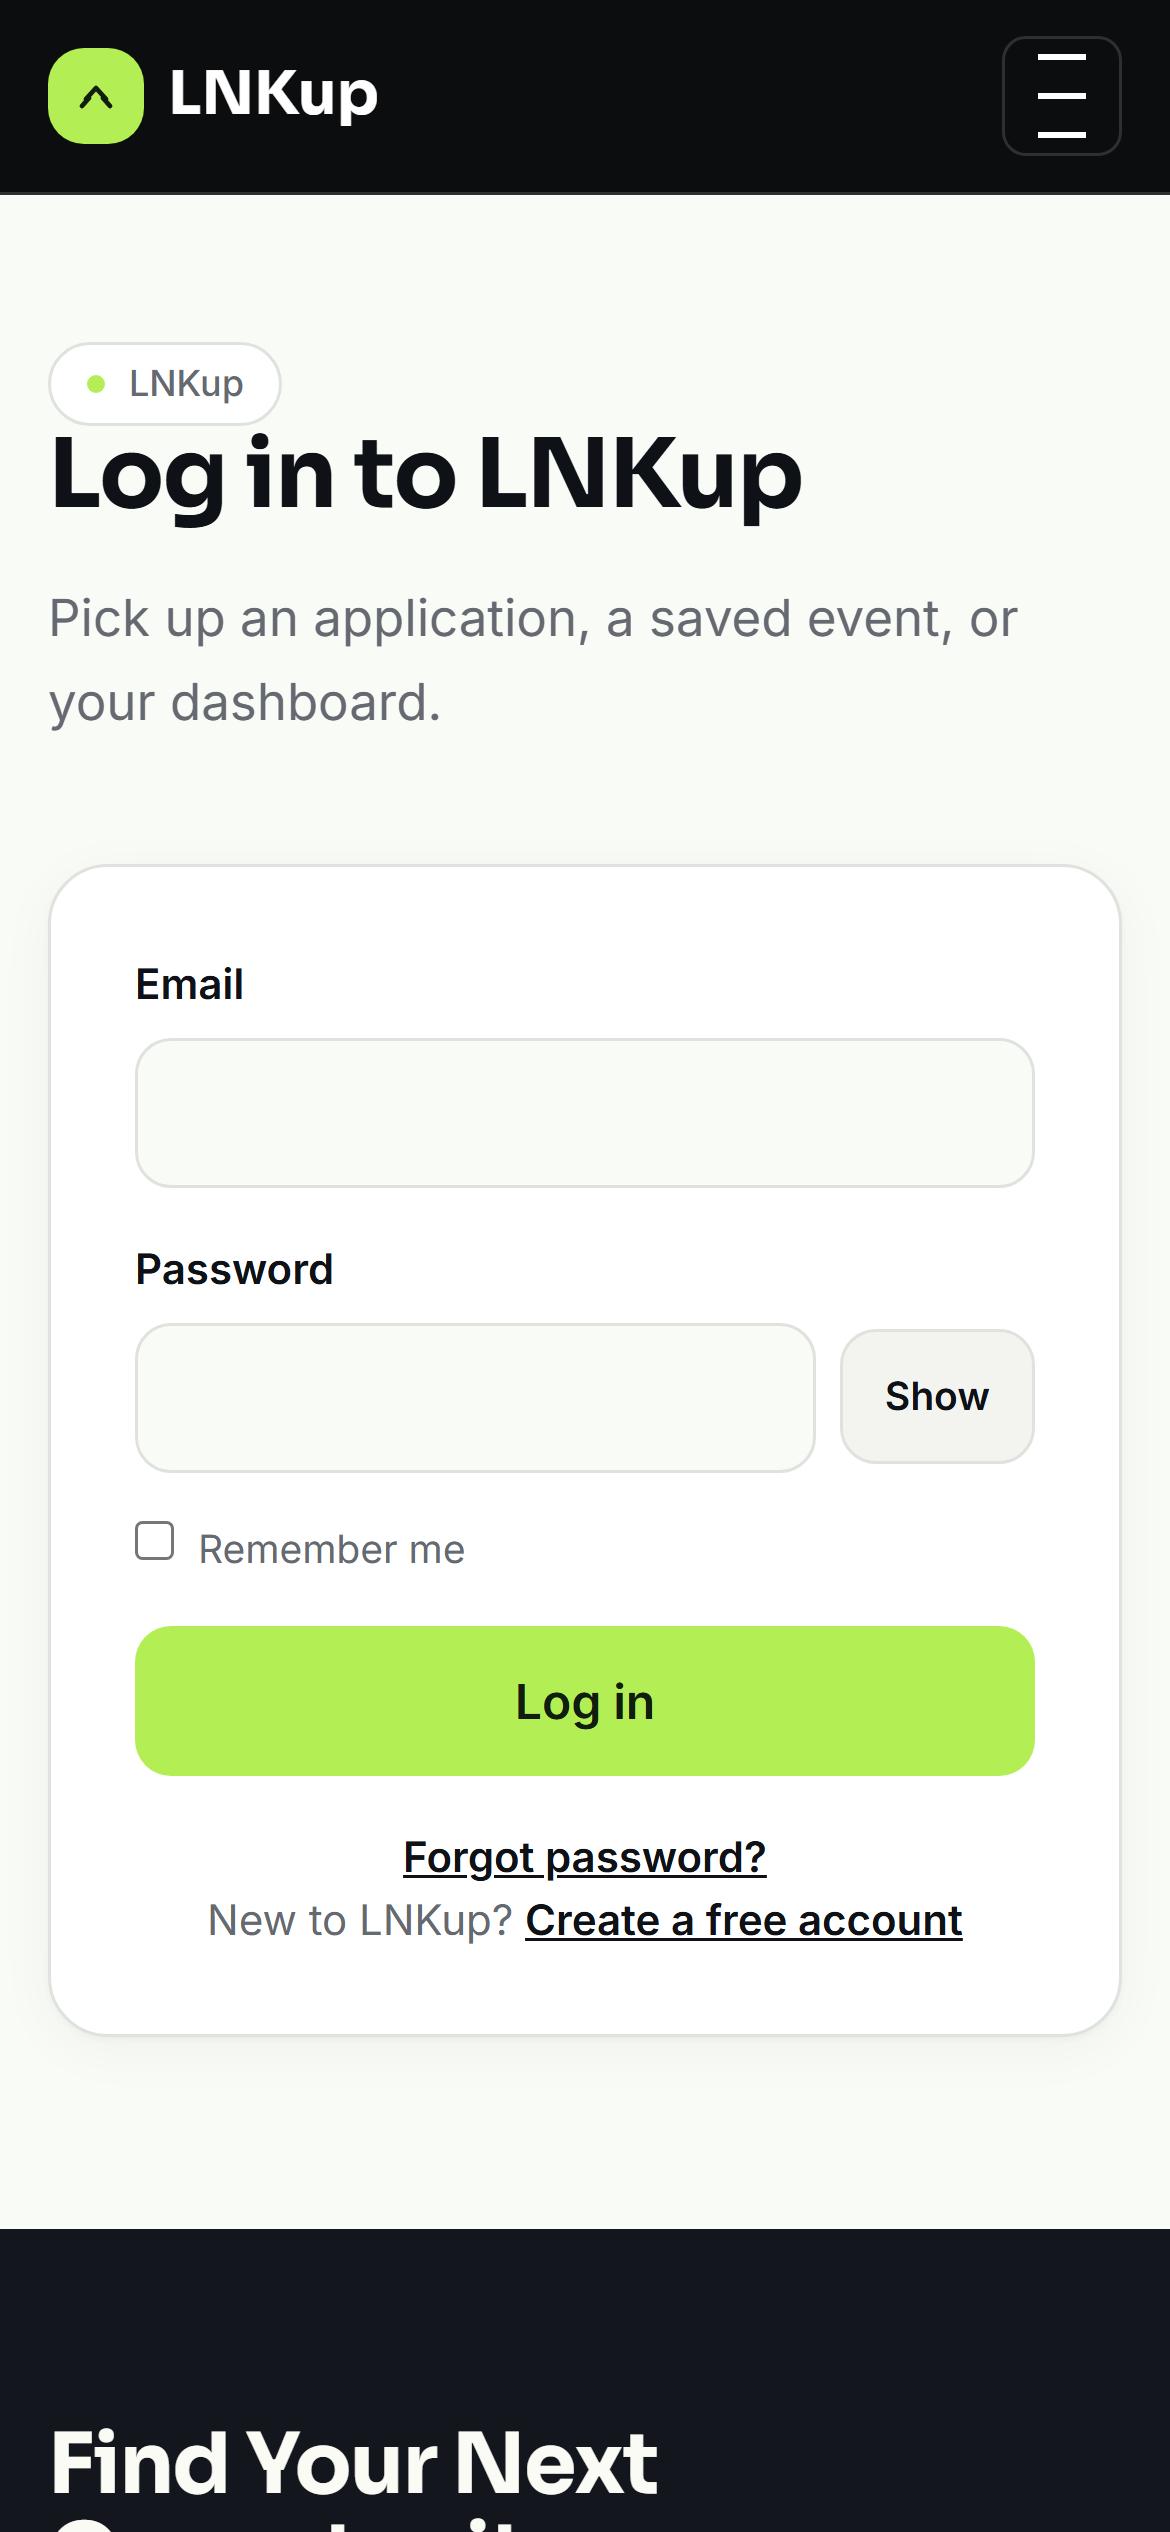 LNKup
LNKup
Log in to LNKup
Pick up an application, a saved event, or
your dashboard.
Email
Password
Show
Remember me
Log in
Forgot password?
New to LNKup? Create a free account
Find Your Next